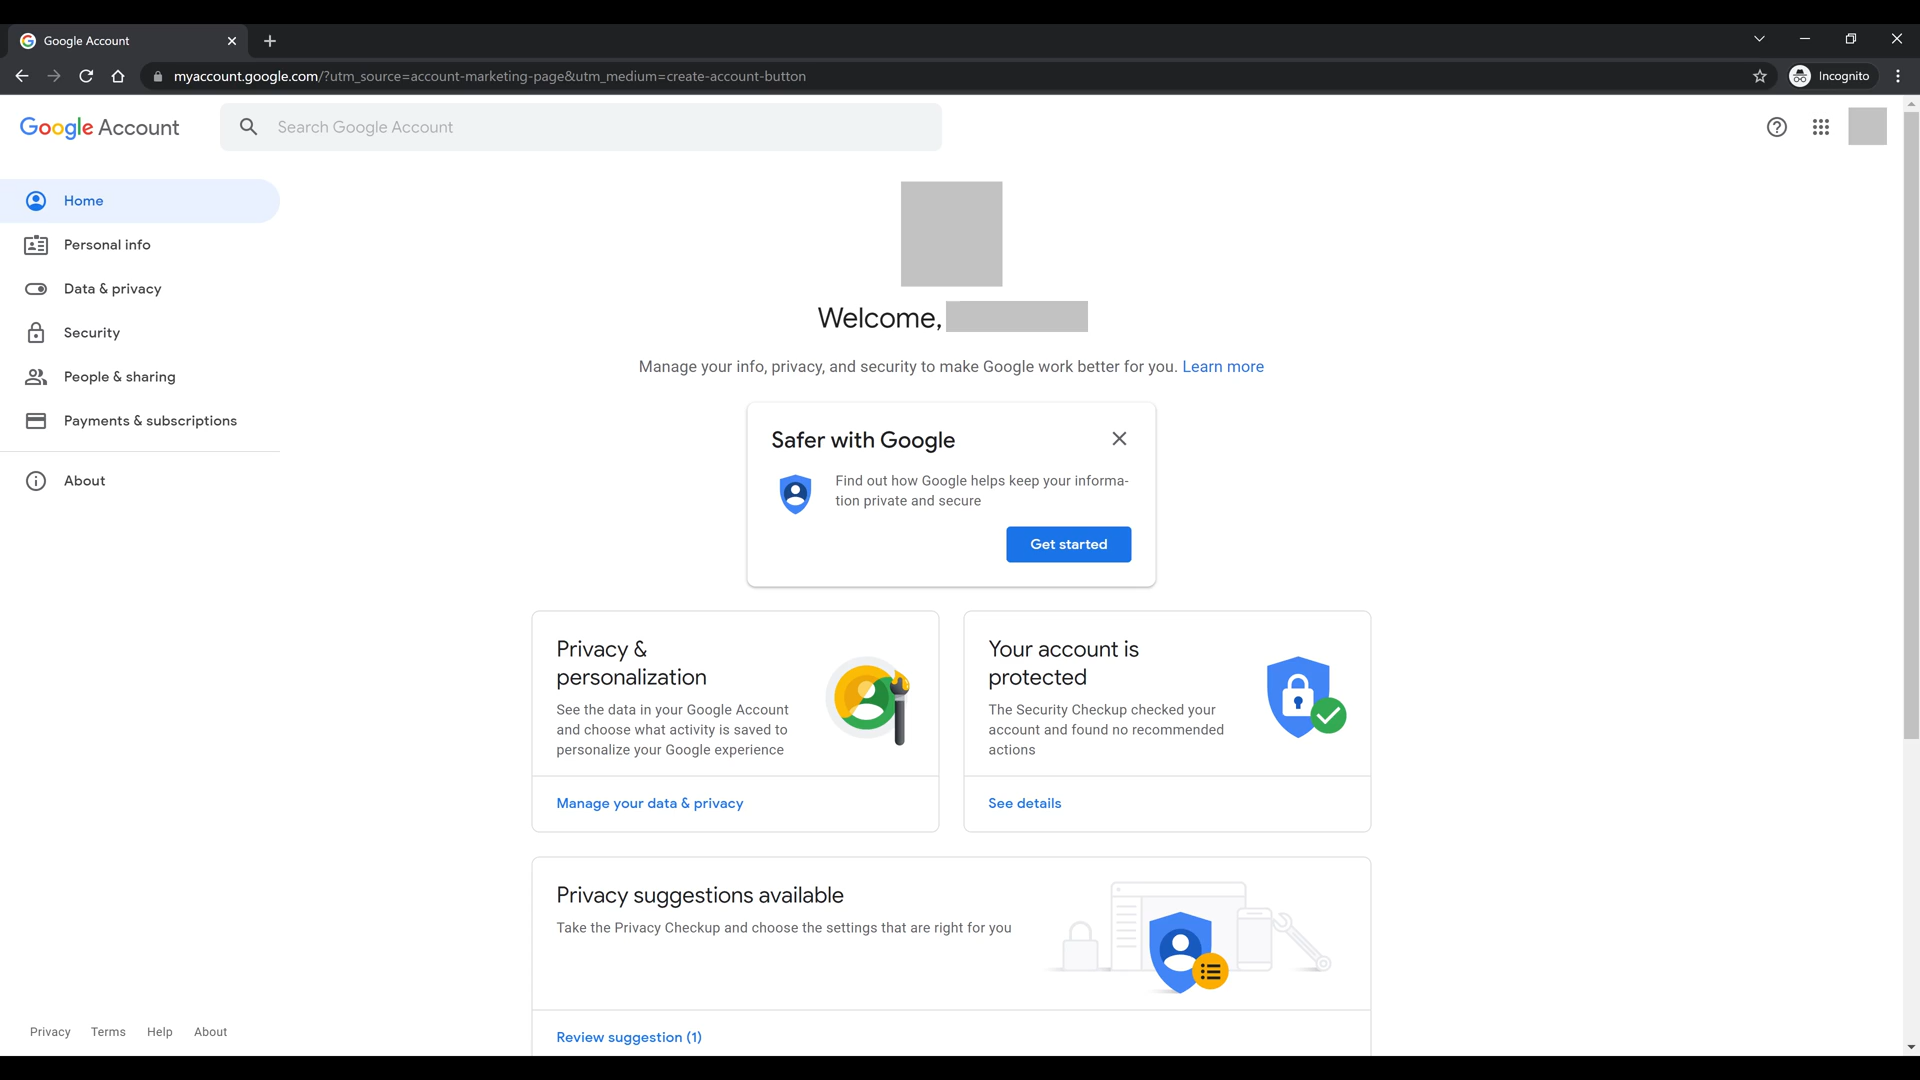 Google Account
myaccount.google.com/?utm_source=account-marketing-page&utm_medium=create-account-button
Incognito
Google Account
Search Google Account
Home
Personal info
Data & privacy
Security
People & sharing
Payments & subscriptions
About
Welcome,
Manage your info, privacy, and security to make Google work better for you. Learn more
Safer with Google
Find out how Google helps keep your informa-
tion private and secure
Get started
Privacy &
personalization
See the data in your Google Account
and choose what activity is saved to
personalize your Google experience
Manage your data & privacy
Your account is
protected
The Security Checkup checked your
account and found no recommended
actions
See details
Privacy suggestions available
Take the Privacy Checkup and choose the settings that are right for you
Review suggestion (1)
Privacy Terms Help About